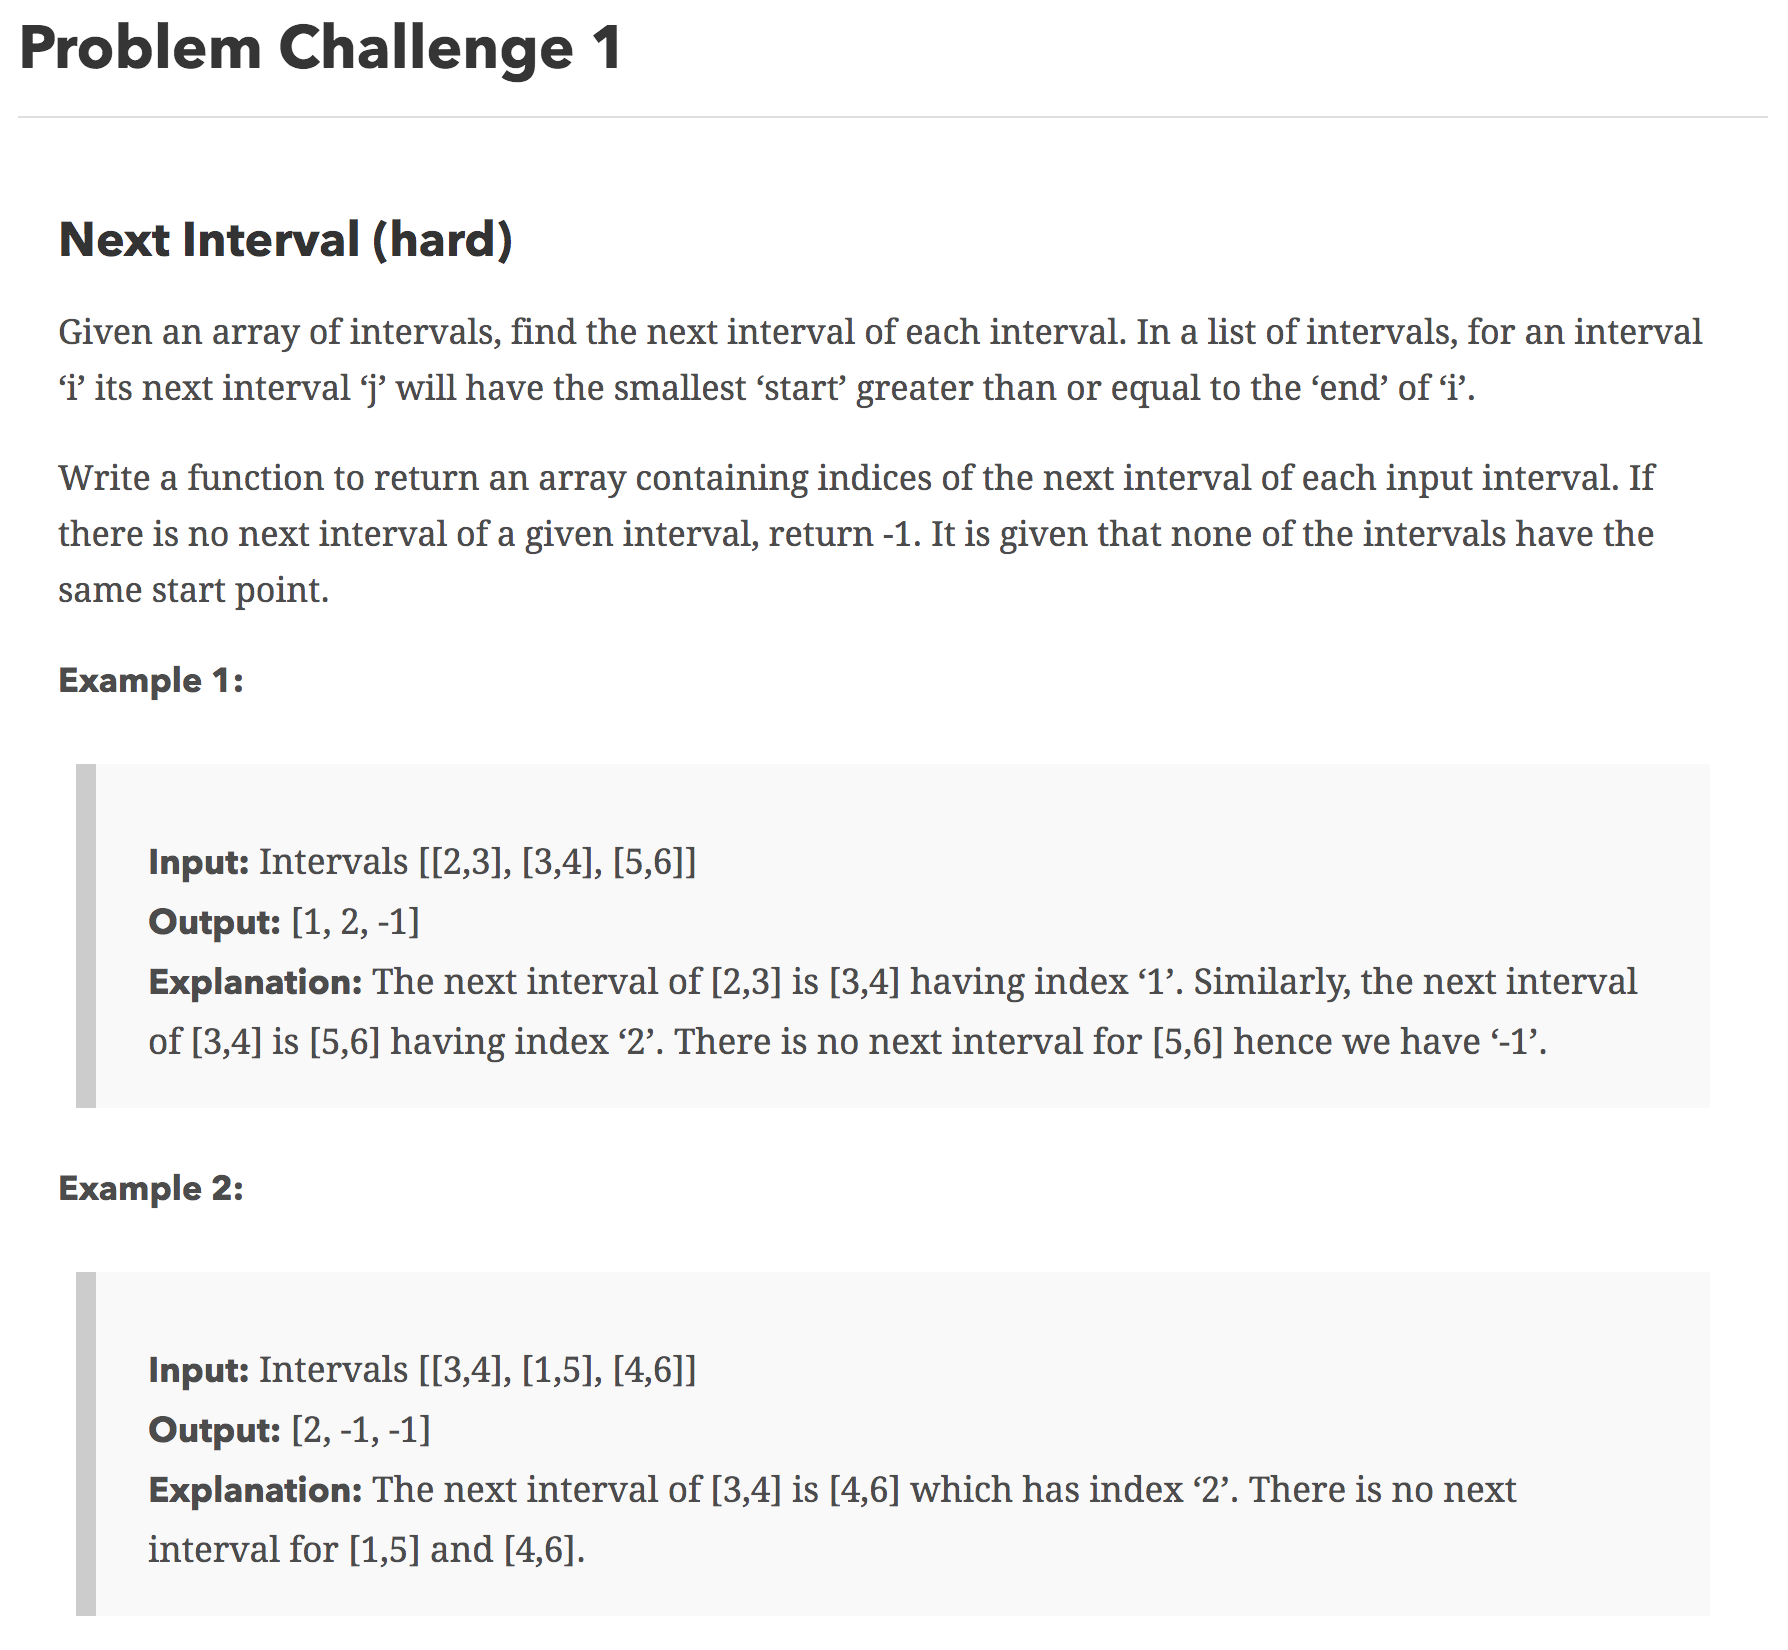 Problem Challenge 1
Next Interval (hard)
Given an array of intervals, find the next interval of each interval. In a list of intervals, for an interval
‘i’ its next interval ‘j’ will have the smallest ‘start’ greater than or equal to the ‘end’ of ‘i’.
Write a function to return an array containing indices of the next interval of each input interval. If
there is no next interval of a given interval, return -1. It is given that none of the intervals have the
same start point.
Example 1:
Input: Intervals [[2,3], [3,4], [5,6]]
Output: [1, 2, -1]
Explanation: The next interval of [2,3] is [3,4] having index ‘1’. Similarly, the next interval
of [3,4] is [5,6] having index ‘2’. There is no next interval for [5,6] hence we have ‘-1’.
Example 2:
Input: Intervals [[3,4], [1,5], [4,6]]
Output: [2, -1, -1]
Explanation: The next interval of [3,4] is [4,6] which has index ‘2’. There is no next
interval for [1,5] and [4,6].